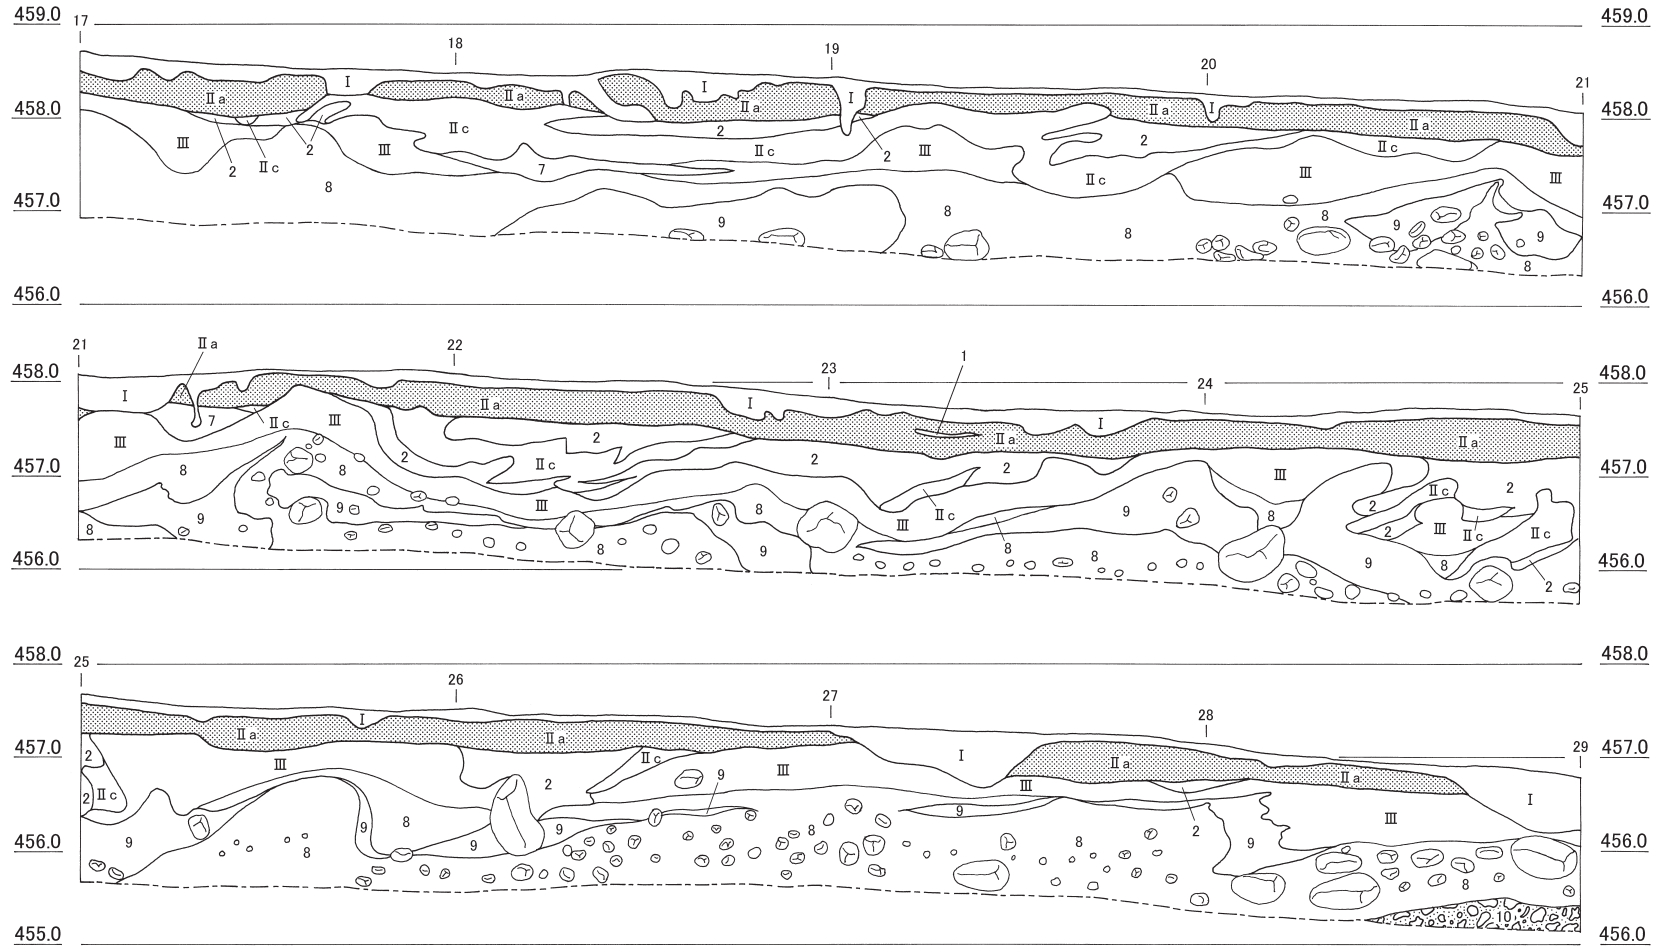 459.0 17 459.0
18 19 20 21
I I I I
Ⅱa Ⅱa Ⅱa Ⅱa Ⅱa
458.0 458.0
Ⅲ Ⅱc 2 2 Ⅱa
2 Ⅱc 2 Ⅲ 7 Ⅱc 2 Ⅲ Ⅱc Ⅲ Ⅱc Ⅲ
457.0 8 9 8 8 8 9 9 8 457.0
456.0 456.0
21 Ⅱa 22 23 1 24 25
458.0 458.0
I Ⅱa I Ⅱa I Ⅱa
Ⅲ 7 Ⅱc Ⅲ 2 2
457.0 8 8 2 Ⅱc 2 Ⅲ 457.0
9 9 Ⅲ 8 Ⅲ Ⅱc 9 8 2 Ⅱc 2
8 8 9 8 8 2 Ⅲ Ⅱc Ⅱc
456.0 9 8 2 456.0
458.0 25 458.0
26 27 28 29
I
Ⅱa Ⅱa I Ⅱa Ⅱa
457.0 457.0
2 Ⅲ Ⅱc Ⅲ Ⅲ I
2 Ⅱc 2 9 9 2 Ⅲ
9 8 9 8 9 9 8 8 9
456.0 456.0
8
10
455.0 456.0